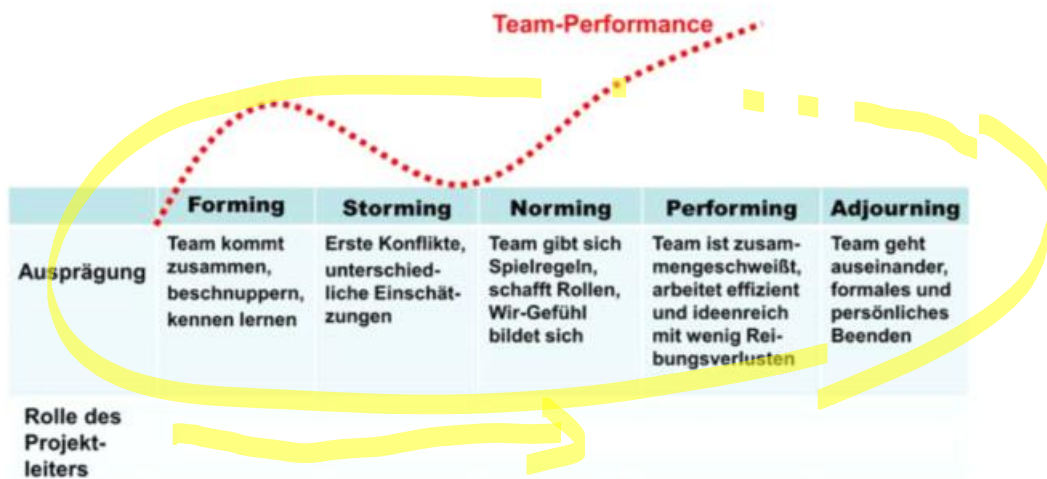 Team-Performance
Forming Storming Norming Performing Adjourning
Ausprägung
Team kommt
zusammen,
beschnuppern,
kennen lernen
Erste Konflikte,
unterschied-
liche Einschät-
zungen
Team gibt sich
Spielregeln,
schafft Rollen,
Wir-Gefühl
bildet sich
Team ist zusam-
mengeschweißt,
arbeitet effizient
und ideenreich
mit wenig Rei-
bungsverlusten
Team geht
auseinander,
formales und
persönliches
Beenden
Rolle des
Projekt-
leiters